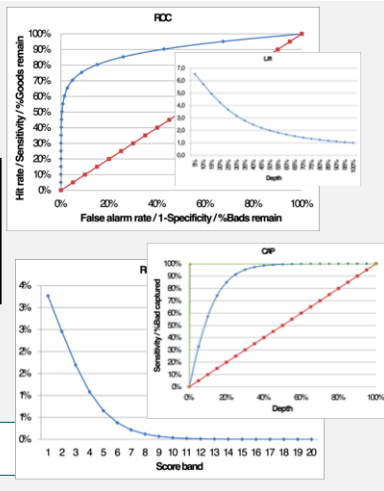 ROC
100%
90%
80%
70%
60%
50%
40%
30%
20%
10%
0%
Hit rate / Sensitivity / %Goods remain
0% 20% 40% 60% 80% 100%
False alarm rate / 1-Specificity / %Bads remain
Lift
7,0
6,0
5,0
4,0
3,0
2,0
1,0
0,0
Depth
CAP
100%
90%
80%
70%
60%
50%
40%
30%
20%
10%
0%
Sensitivity / %Bad captured
0% 20% 40% 60% 80% 100%
Depth
R
4%
3%
3%
2%
2%
1%
1%
0%
1 2 3 4 5 6 7 8 9 10 11 12 13 14 15 16 17 18 19 20
Score band